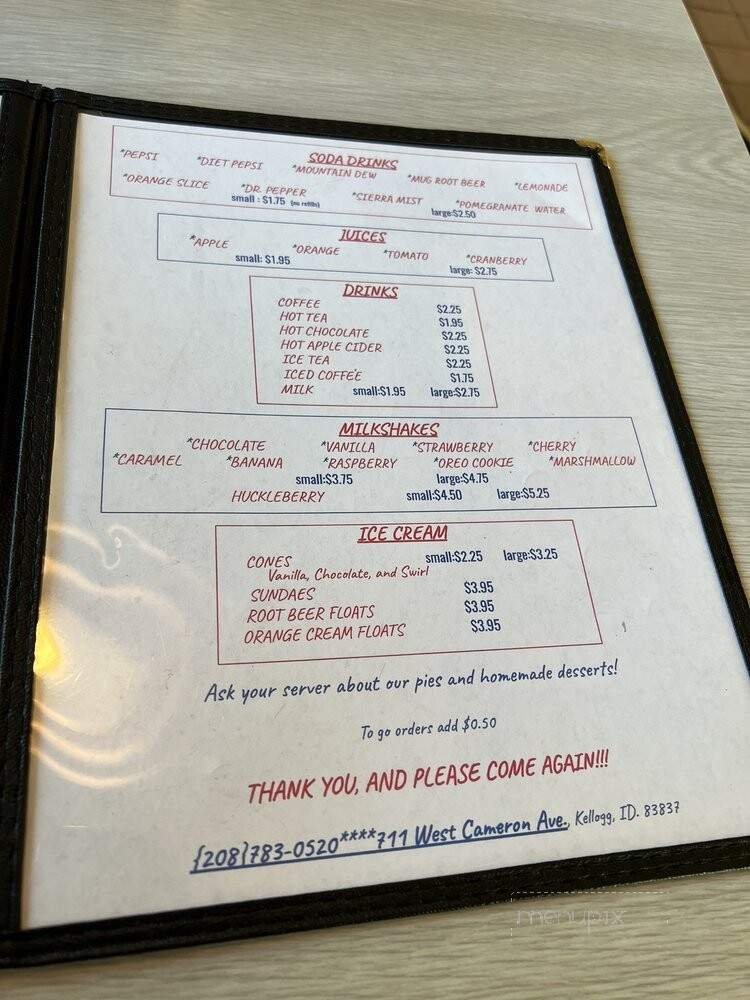 SODA DRINKS
*PEPSI *DIET PEPSI *MOUNTAIN DEW *MUG ROOT BEER *LEMONADE
*ORANGE SLICE *DR. PEPPER *SIERRA MIST *POMEGRANATE WATER
small : $1.75 (no refills) large:$2.50
JUICES
*APPLE *ORANGE *TOMATO *CRANBERRY
small: $1.95 large: $2.75
DRINKS
COFFEE $2.25
HOT TEA $1.95
HOT CHOCOLATE $2.25
HOT APPLE CIDER $2.25
ICE TEA $2.25
ICED COFFEE $1.75
MILK small:$1.95 large:$2.75
MILKSHAKES
*CHOCOLATE *VANILLA *STRAWBERRY *CHERRY
*CARAMEL *BANANA *RASPBERRY *OREO COOKIE *MARSHMALLOW
small:$3.75 large:$4.75
HUCKLEBERRY small:$4.50 large:$5.25
ICE CREAM
CONES small:$2.25 large:$3.25
Vanilla, Chocolate, and Swirl
SUNDAES $3.95
ROOT BEER FLOATS $3.95
ORANGE CREAM FLOATS $3.95
Ask your server about our pies and homemade desserts!
To go orders add $0.50
THANK YOU, AND PLEASE COME AGAIN!!!
{208}783-0520****711 West Cameron Ave., Kellogg, ID. 83837
menupix